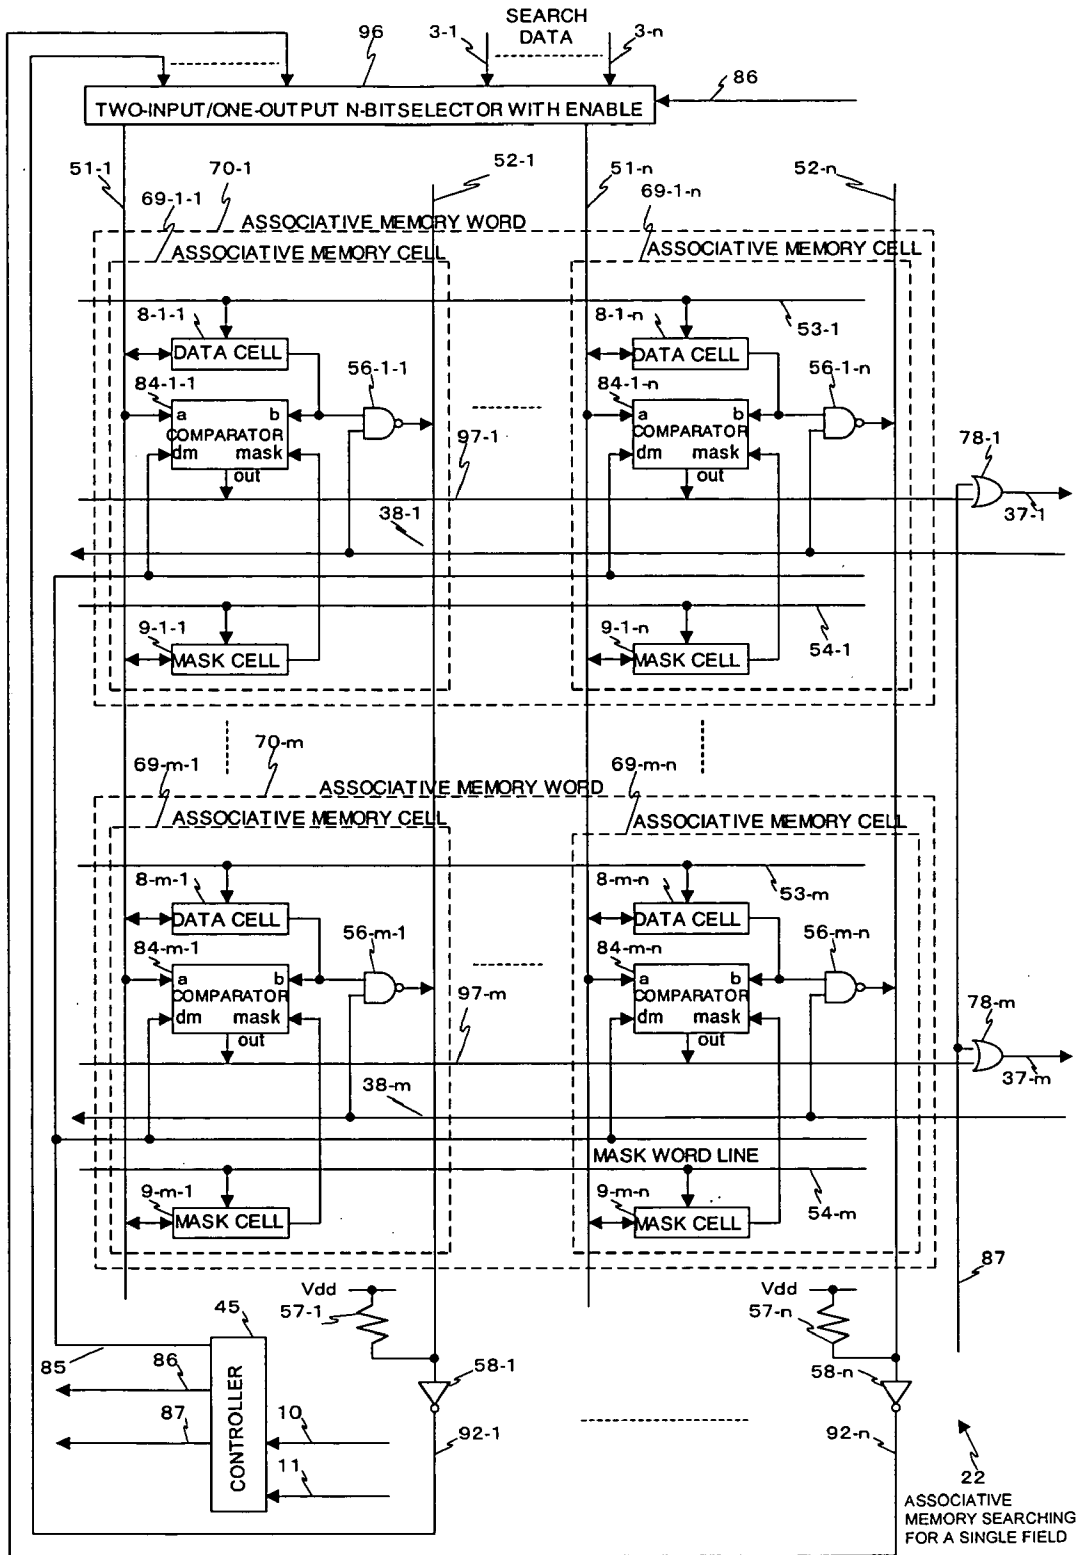 SEARCH
DATA
96
3-1
3-n
86
TWO-INPUT/ONE-OUTPUT N-BITSELECTOR WITH ENABLE
51-1
70-1
52-1
51-n
52-n
69-1-1
69-1-n
ASSOCIATIVE MEMORY WORD
ASSOCIATIVE MEMORY CELL
ASSOCIATIVE MEMORY CELL
8-1-1
8-1-n
53-1
DATA CELL
DATA CELL
56-1-1
56-1-n
84-1-1
84-1-n
a b
COMPARATOR
dm mask
out
a b
COMPARATOR
dm mask
out
97-1
78-1
37-1
38-1
9-1-1
9-1-n
54-1
MASK CELL
MASK CELL
70-m
69-m-1
69-m-n
ASSOCIATIVE MEMORY WORD
ASSOCIATIVE MEMORY CELL
ASSOCIATIVE MEMORY CELL
8-m-1
8-m-n
53-m
DATA CELL
DATA CELL
56-m-1
56-m-n
84-m-1
84-m-n
a b
COMPARATOR
dm mask
out
a b
COMPARATOR
dm mask
out
97-m
78-m
37-m
38-m
MASK WORD LINE
9-m-1
9-m-n
54-m
MASK CELL
MASK CELL
87
Vdd
Vdd
57-1
57-n
45
85
86
87
CONTROLLER
10
11
58-1
58-n
92-1
92-n
22
ASSOCIATIVE
MEMORY SEARCHING
FOR A SINGLE FIELD